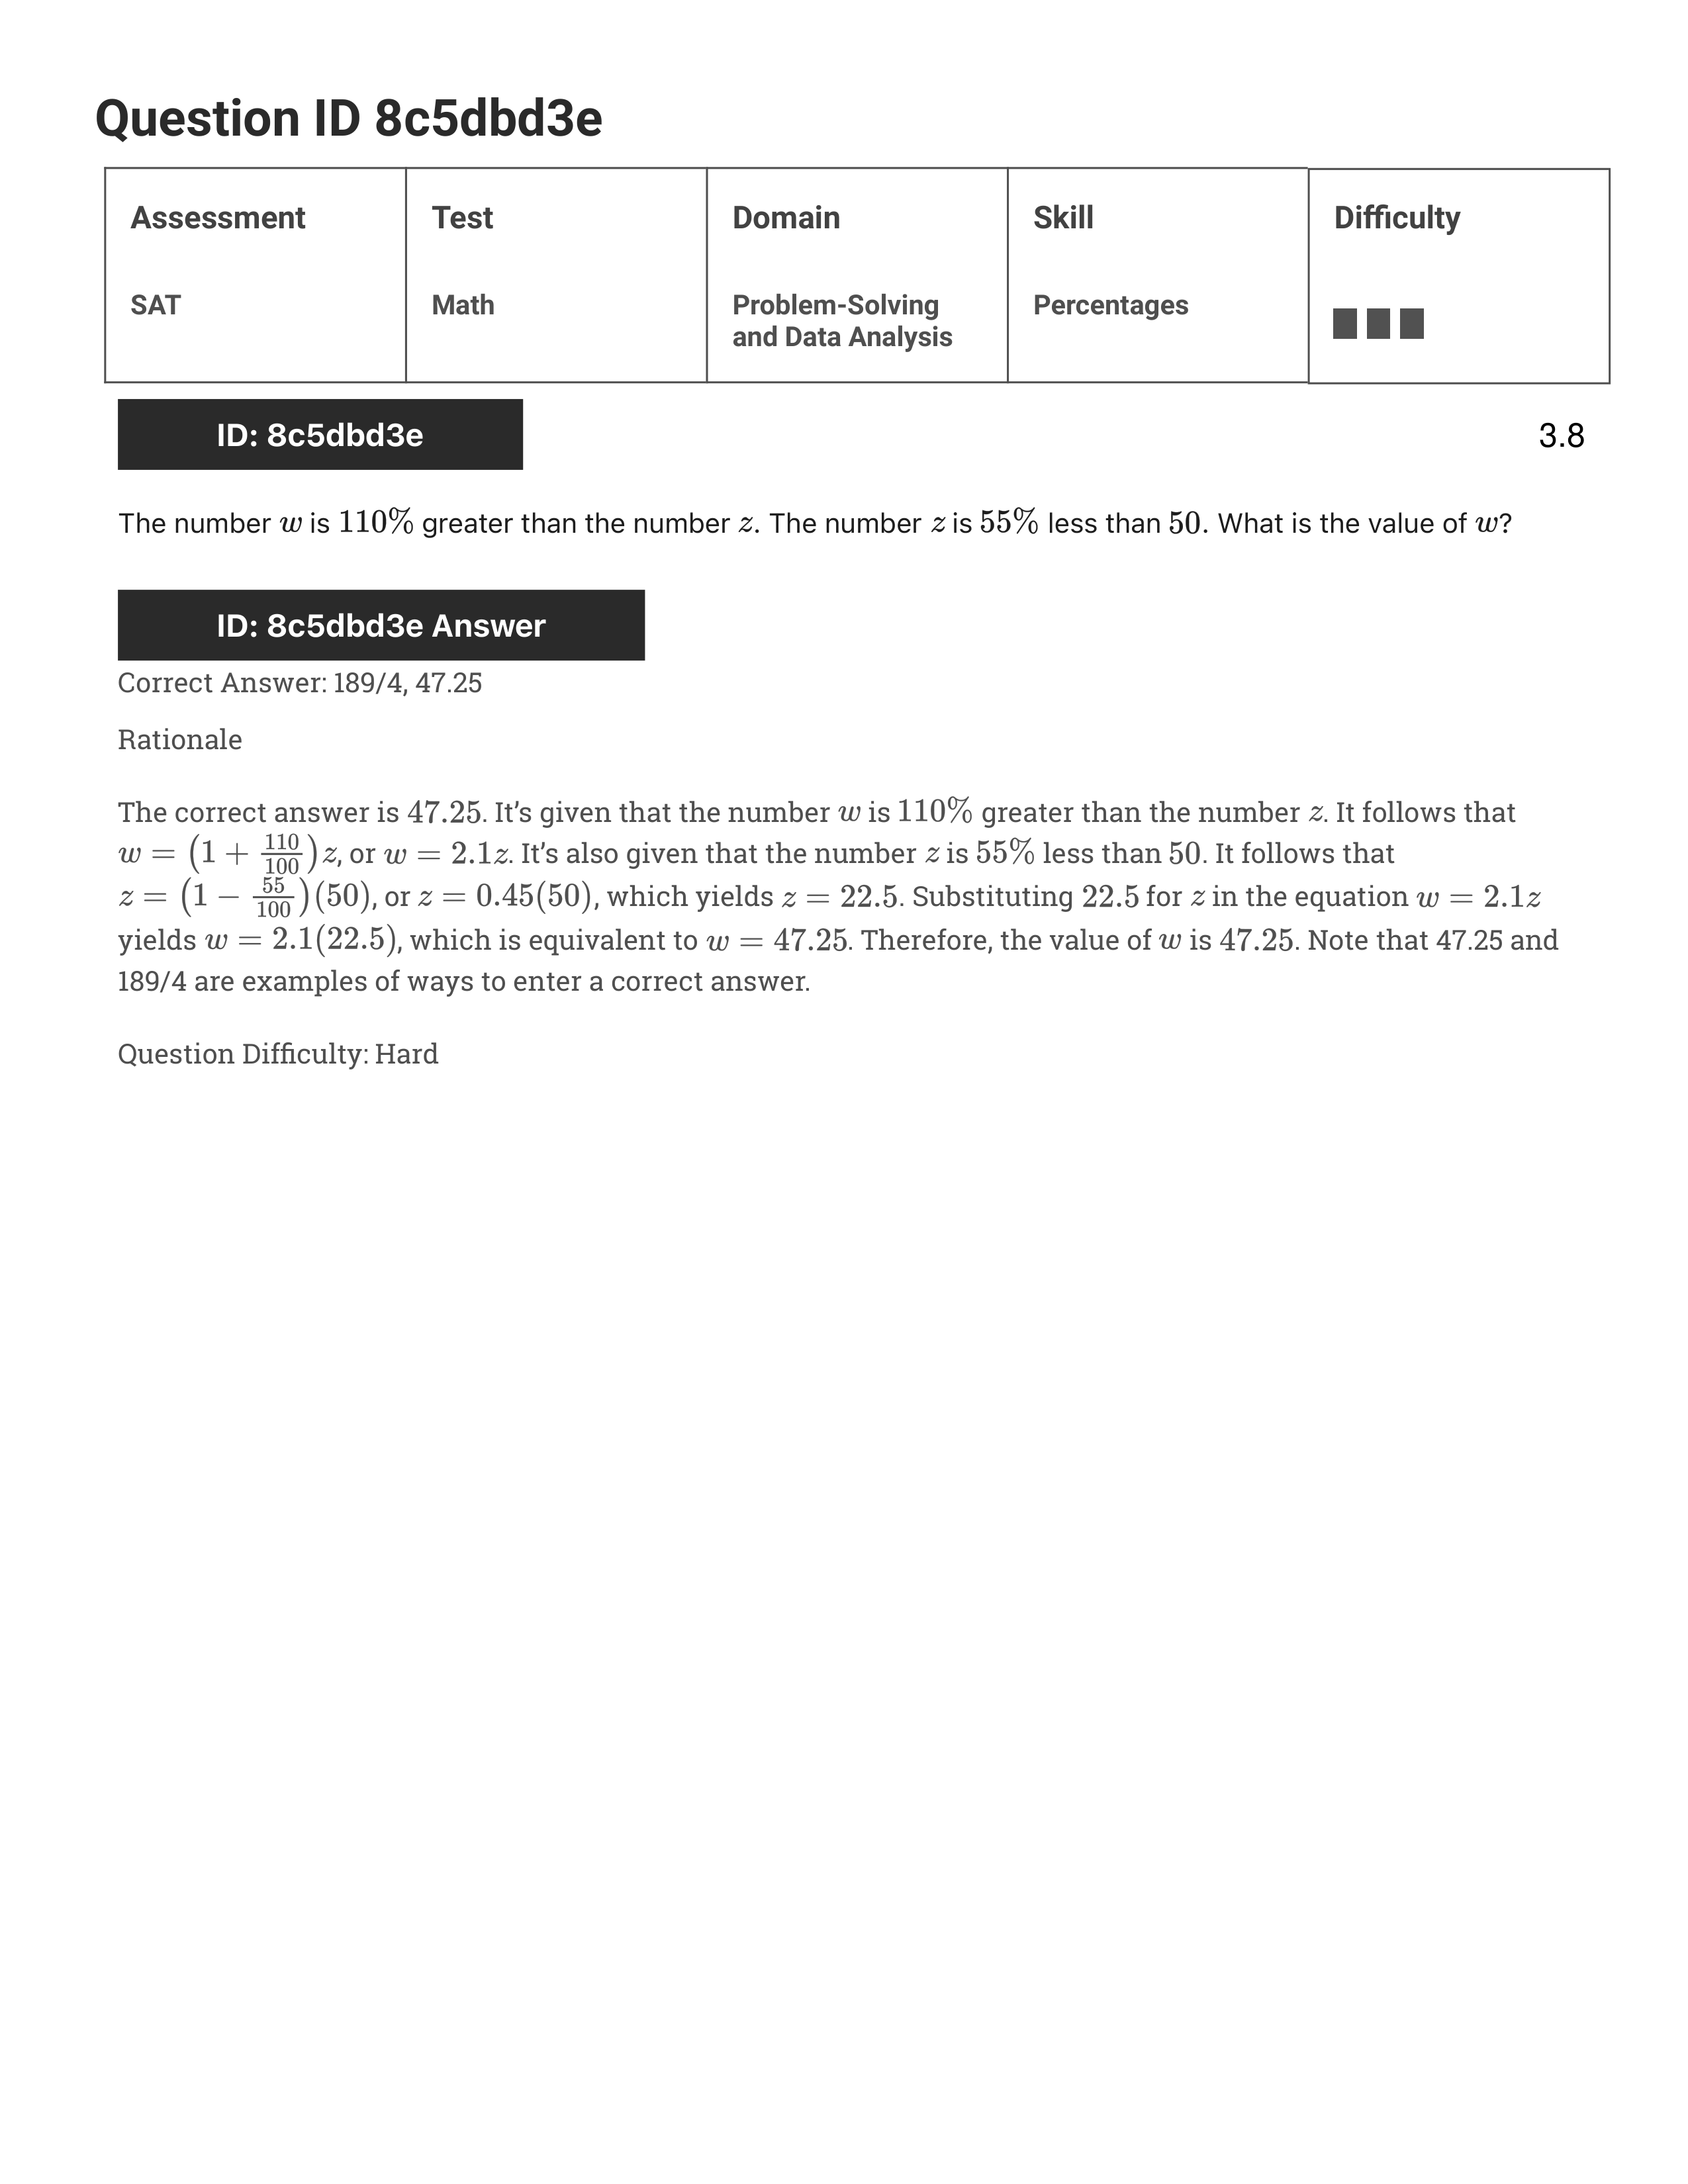 Question ID 8c5dbd3e
Assessment Test Domain Skill Difficulty
SAT Math Problem-Solving and Data Analysis Percentages
ID: 8c5dbd3e 3.8
The number w is 110% greater than the number z. The number z is 55% less than 50. What is the value of w?
ID: 8c5dbd3e Answer
Correct Answer: 189/4, 47.25
Rationale
The correct answer is 47.25. It’s given that the number w is 110% greater than the number z. It follows that
w = (1 + 110/100)z, or w = 2.1z. It’s also given that the number z is 55% less than 50. It follows that
z = (1 − 55/100)(50), or z = 0.45(50), which yields z = 22.5. Substituting 22.5 for z in the equation w = 2.1z
yields w = 2.1(22.5), which is equivalent to w = 47.25. Therefore, the value of w is 47.25. Note that 47.25 and
189/4 are examples of ways to enter a correct answer.
Question Difficulty: Hard